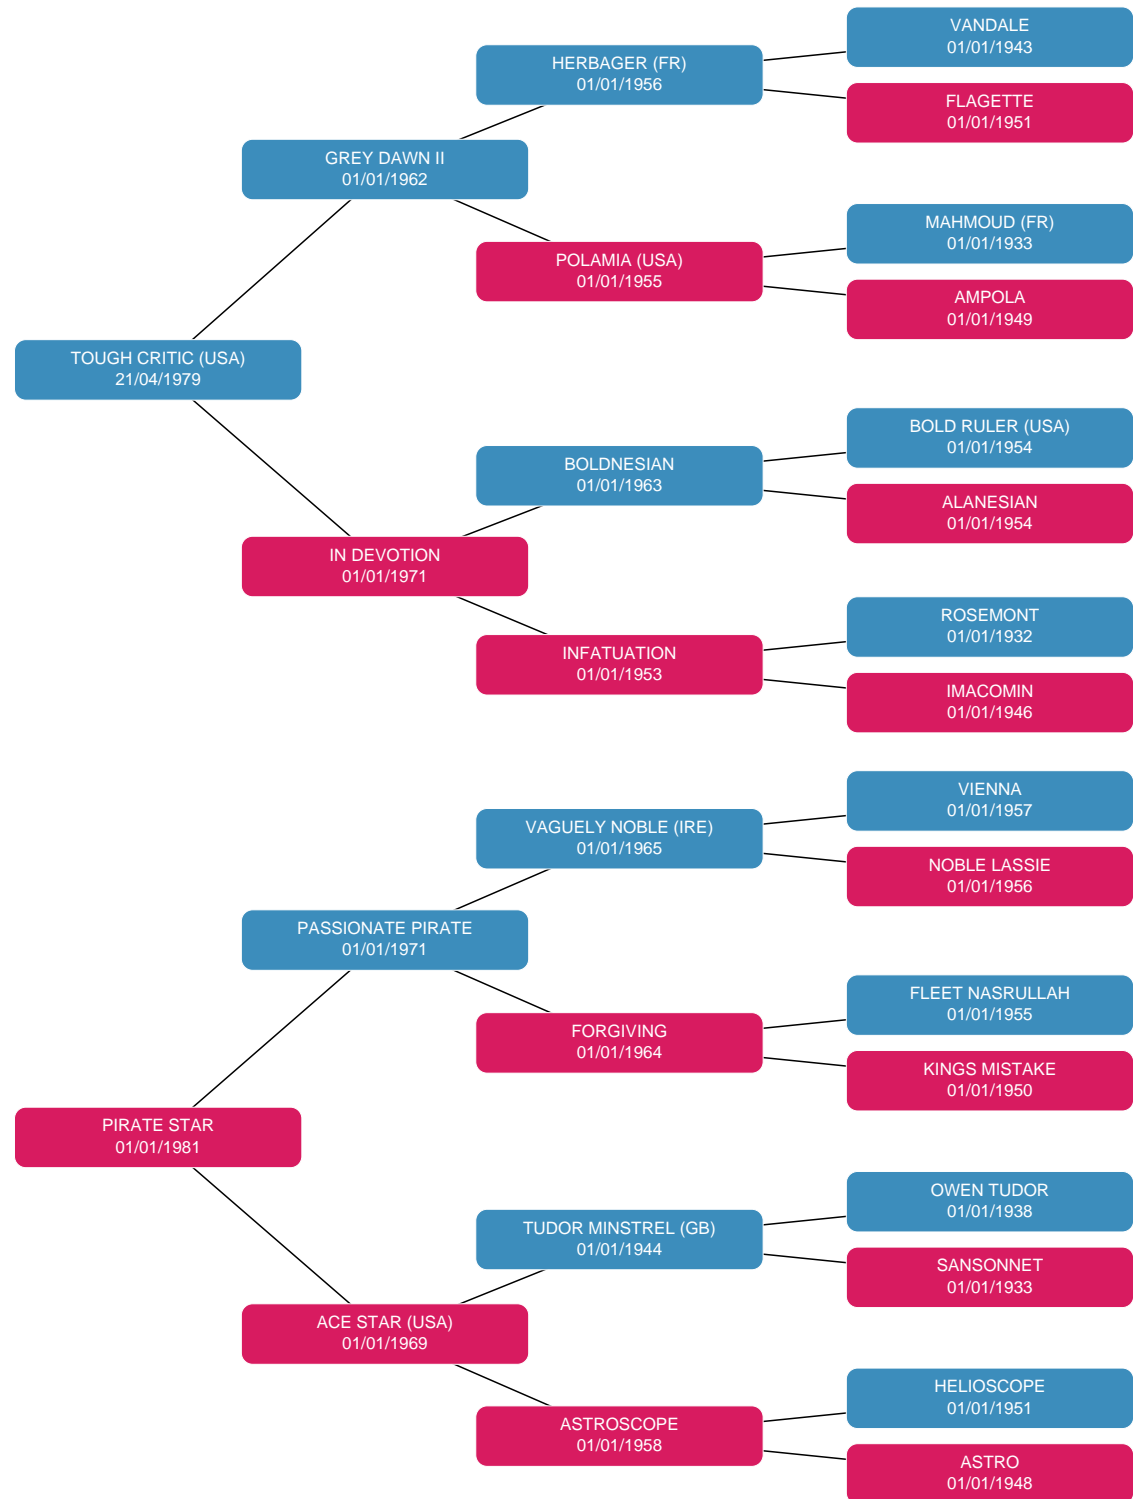 VANDALE
01/01/1943
HERBAGER (FR)
01/01/1956
FLAGETTE
01/01/1951
GREY DAWN II
01/01/1962
MAHMOUD (FR)
01/01/1933
POLAMIA (USA)
01/01/1955
AMPOLA
01/01/1949
TOUGH CRITIC (USA)
21/04/1979
BOLD RULER (USA)
01/01/1954
BOLDNESIAN
01/01/1963
ALANESIAN
01/01/1954
IN DEVOTION
01/01/1971
ROSEMONT
01/01/1932
INFATUATION
01/01/1953
IMACOMIN
01/01/1946
VIENNA
01/01/1957
VAGUELY NOBLE (IRE)
01/01/1965
NOBLE LASSIE
01/01/1956
PASSIONATE PIRATE
01/01/1971
FLEET NASRULLAH
01/01/1955
FORGIVING
01/01/1964
KINGS MISTAKE
01/01/1950
PIRATE STAR
01/01/1981
OWEN TUDOR
01/01/1938
TUDOR MINSTREL (GB)
01/01/1944
SANSONNET
01/01/1933
ACE STAR (USA)
01/01/1969
HELIOSCOPE
01/01/1951
ASTROSCOPE
01/01/1958
ASTRO
01/01/1948